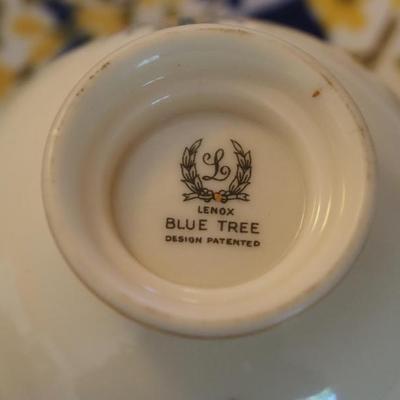 L
LENOX
BLUE TREE
DESIGN PATENTED